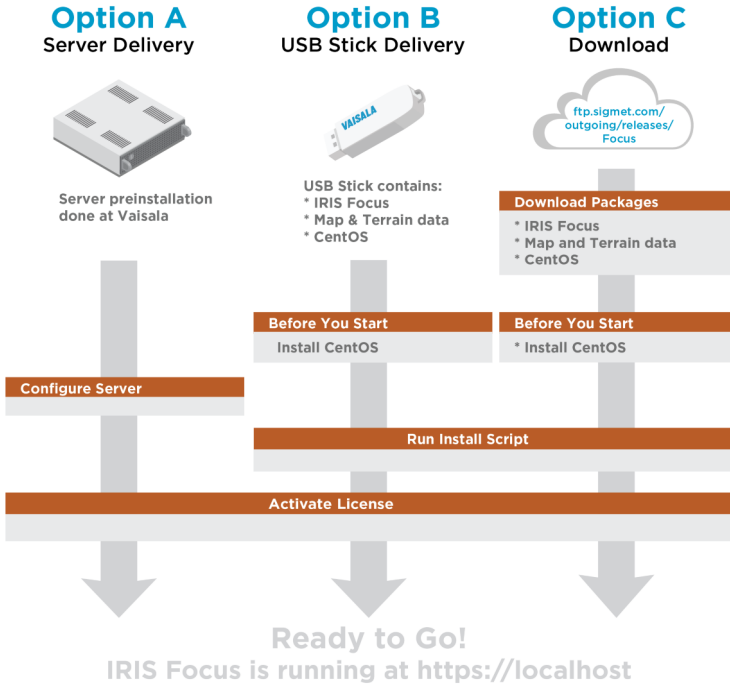 Option A
Server Delivery
Server preinstallation
done at Vaisala
Configure Server
Option B
USB Stick Delivery
VAISALA
USB Stick contains:
* IRIS Focus
* Map & Terrain data
* CentOS
Before You Start
Install CentOS
Option C
Download
ftp.sigmet.com/
outgoing/releases/
Focus
Download Packages
* IRIS Focus
* Map and Terrain data
* CentOS
Before You Start
* Install CentOS
Run Install Script
Activate License
Ready to Go!
IRIS Focus is running at https://localhost